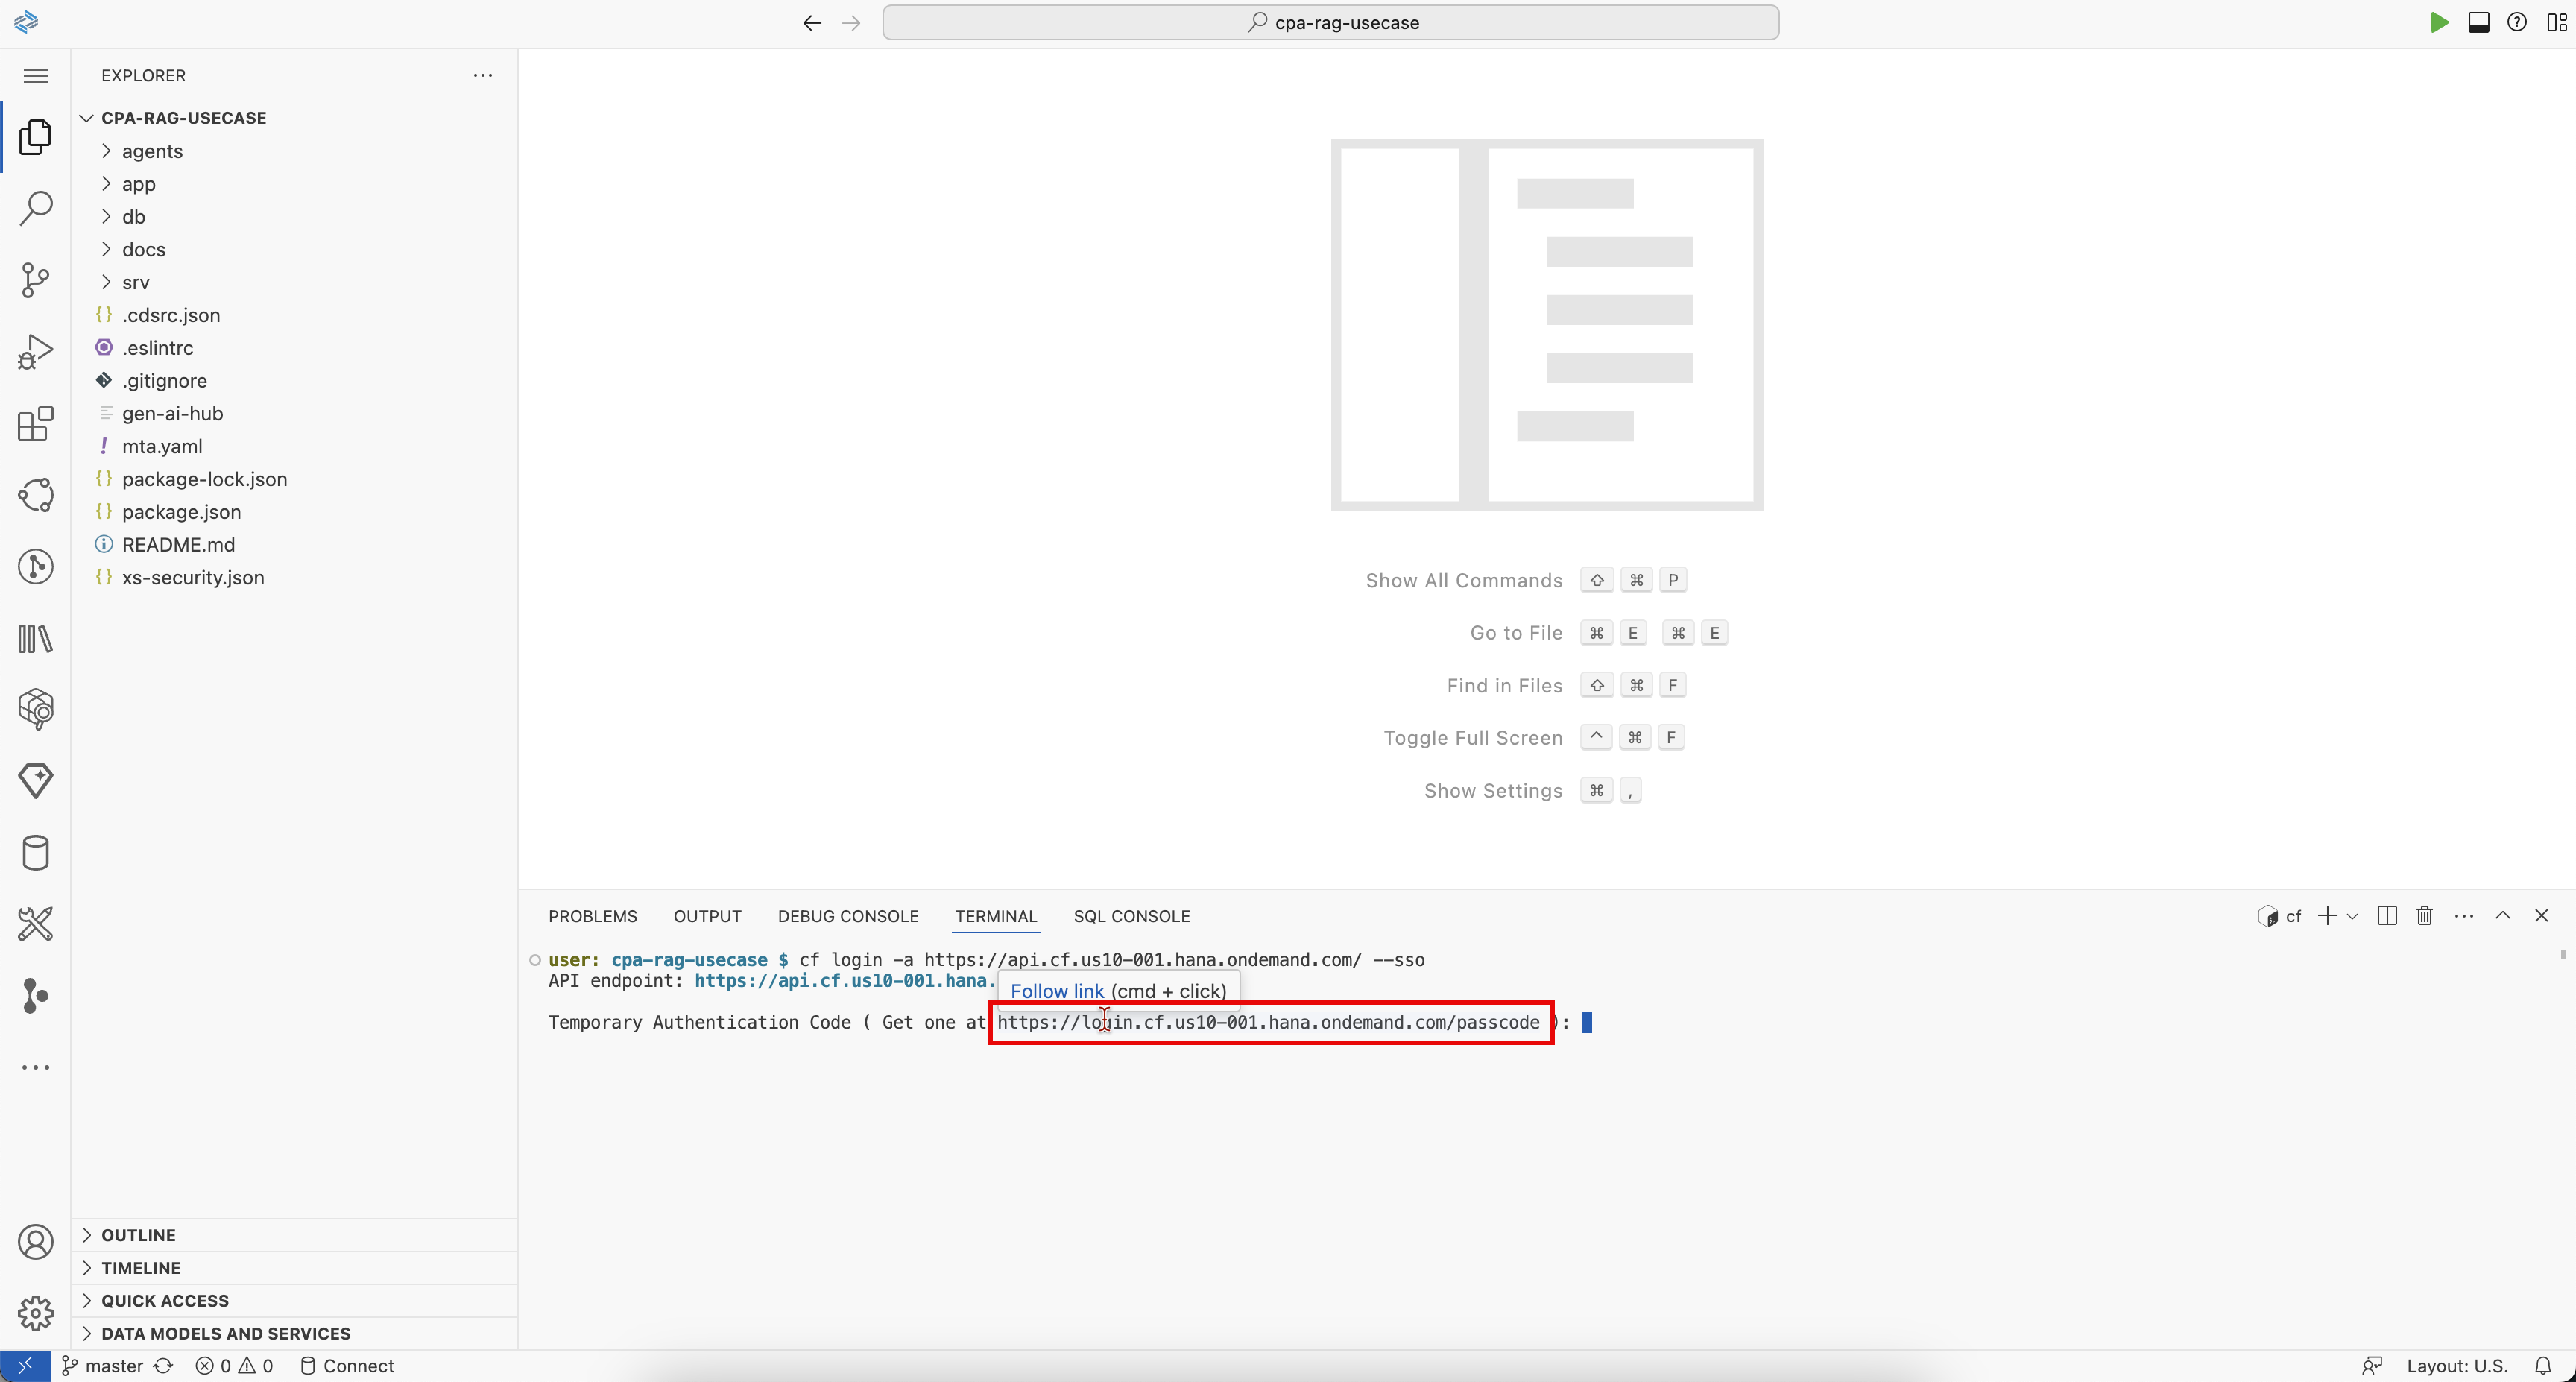 cpa-rag-usecase
EXPLORER
CPA-RAG-USECASE
agents
app
db
docs
srv
{} .cdsrc.json
.eslintrc
.gitignore
gen-ai-hub
! mta.yaml
{} package-lock.json
{} package.json
README.md
{} xs-security.json
Show All Commands ⇧ ⌘ P
Go to File ⌘ E ⌘ E
Find in Files ⇧ ⌘ F
Toggle Full Screen ^ ⌘ F
Show Settings ⌘ ,
PROBLEMS OUTPUT DEBUG CONSOLE TERMINAL SQL CONSOLE
cf
user: cpa-rag-usecase $ cf login -a https://api.cf.us10-001.hana.ondemand.com/ --sso
API endpoint: https://api.cf.us10-001.hana.
Follow link (cmd + click)
Temporary Authentication Code ( Get one at https://login.cf.us10-001.hana.ondemand.com/passcode ):
OUTLINE
TIMELINE
QUICK ACCESS
DATA MODELS AND SERVICES
master 0 0 Connect
Layout: U.S.